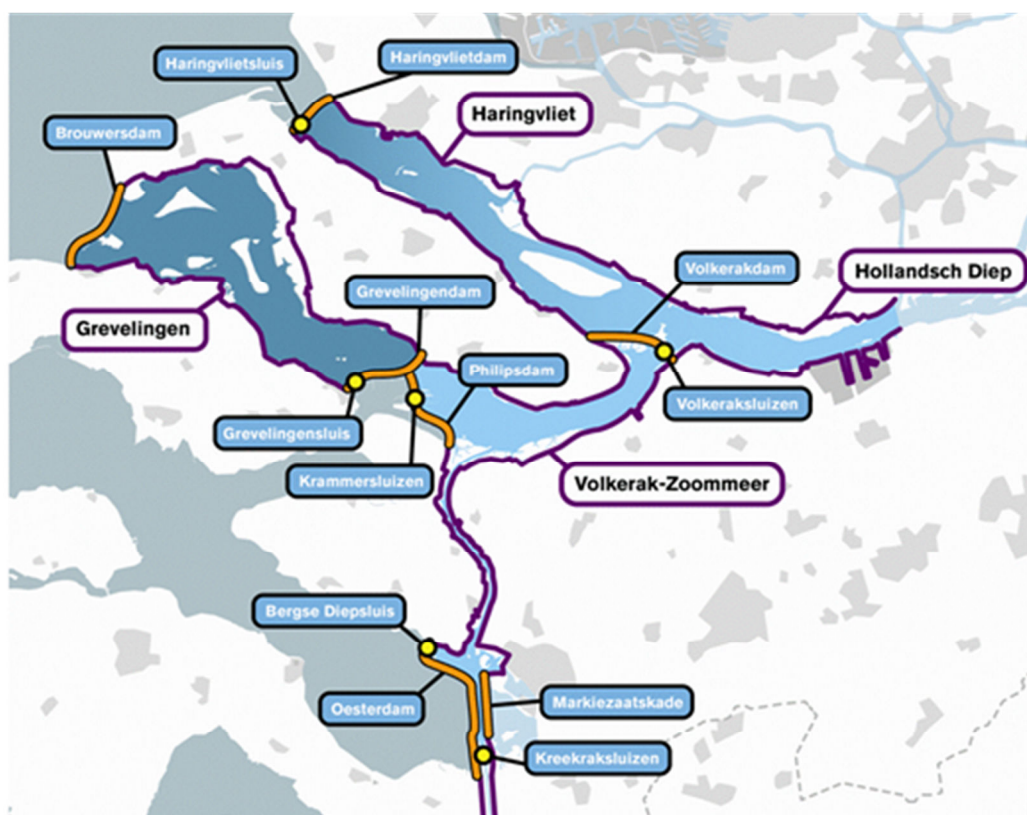 Haringvlietdam
Haringvlietsluis
Haringvliet
Brouwersdam
Volkerakdam
Hollandsch Diep
Grevelingendam
Grevelingen
Philipsdam
Volkeraksluizen
Grevelingensluis
Krammersluizen
Volkerak-Zoommeer
Bergse Diepsluis
Oesterdam
Markiezaatskade
Kreekraksluizen